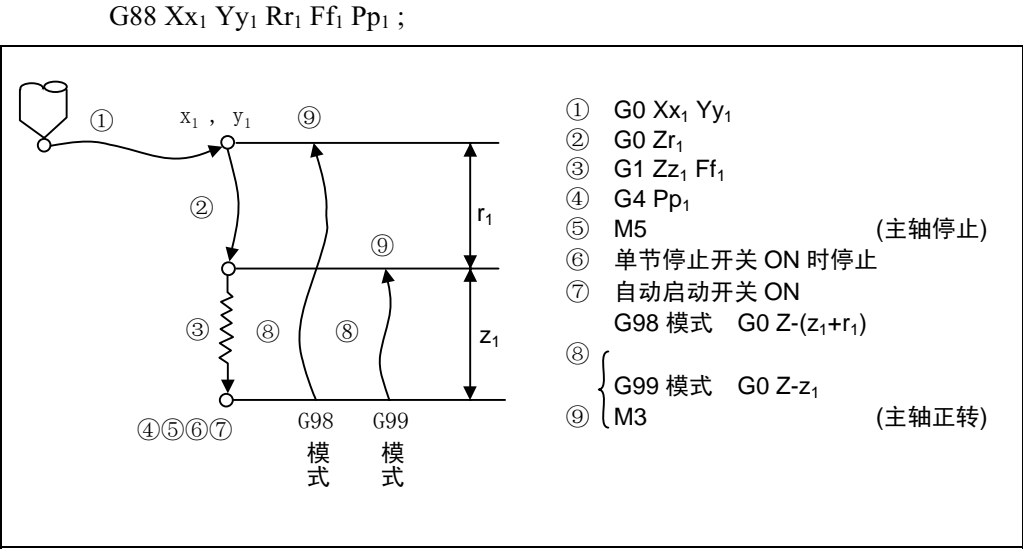 G88 Xx₁ Yy₁ Rr₁ Ff₁ Pp₁ ;
① x₁ , y₁ ⑨
② r₁
⑨
③ ⑧ ⑧ z₁
④⑤⑥⑦ G98 模式 G99 模式
① G0 Xx₁ Yy₁
② G0 Zr₁
③ G1 Zz₁ Ff₁
④ G4 Pp₁
⑤ M5 (主轴停止)
⑥ 单节停止开关 ON 时停止
⑦ 自动启动开关 ON
G98 模式 G0 Z-(z₁+r₁)
⑧
G99 模式 G0 Z-z₁
⑨ M3 (主轴正转)